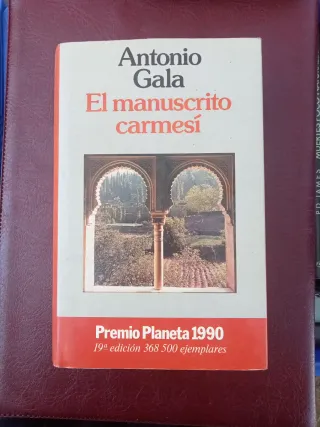 Antonio
Gala
El manuscrito
carmesí
Premio Planeta 1990
19ª edición 368 500 ejemplares